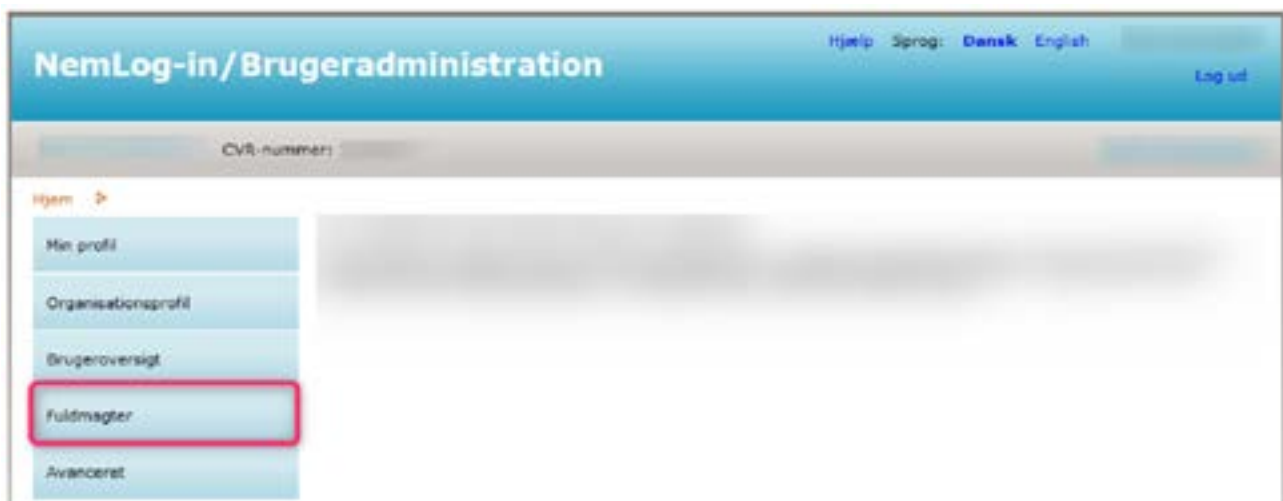 Hjælp Sprog: Dansk English
NemLog-in/Brugeradministration
Log ud
CVR-nummer:
Hjem
Min profil
Organisationsprofil
Brugeroversigt
Fuldmagter
Avanceret